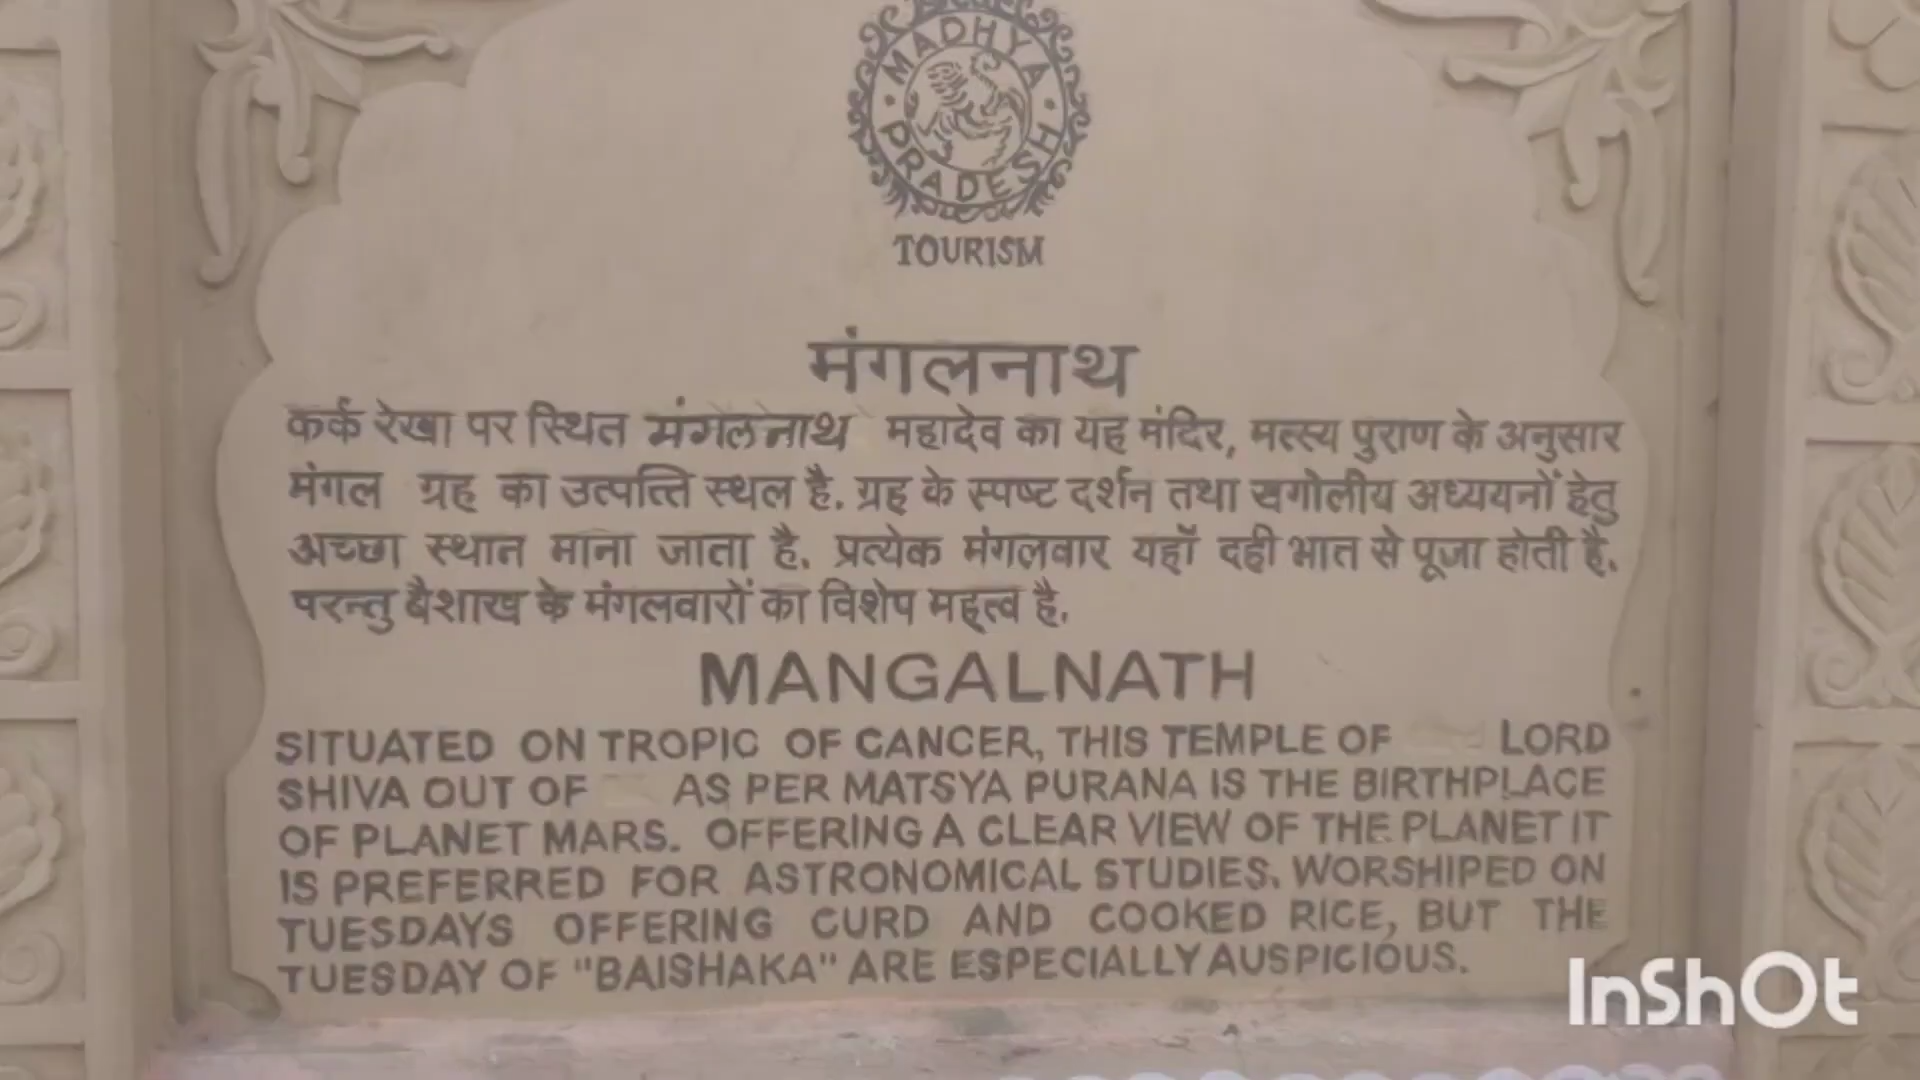 MADHYA
PRADESH
TOURISM
मंगलनाथ
कर्क रेखा पर स्थित मंगलनाथ महादेव का यह मंदिर, मत्स्य पुराण के अनुसार
मंगल ग्रह का उत्पत्ति स्थल है. ग्रह के स्पष्ट दर्शन तथा खगोलीय अध्ययनों हेतु
अच्छा स्थान माना जाता है. प्रत्येक मंगलवार यहाँ दही भात से पूजा होती है.
परन्तु बैशाख के मंगलवारों का विशेष महत्व है.
MANGALNATH
SITUATED ON TROPIC OF CANCER, THIS TEMPLE OF LORD
SHIVA OUT OF AS PER MATSYA PURANA IS THE BIRTHPLACE
OF PLANET MARS. OFFERING A CLEAR VIEW OF THE PLANET IT
IS PREFERRED FOR ASTRONOMICAL STUDIES. WORSHIPED ON
TUESDAYS OFFERING CURD AND COOKED RICE, BUT THE
TUESDAY OF "BAISHAKA" ARE ESPECIALLY AUSPICIOUS.
InShOt